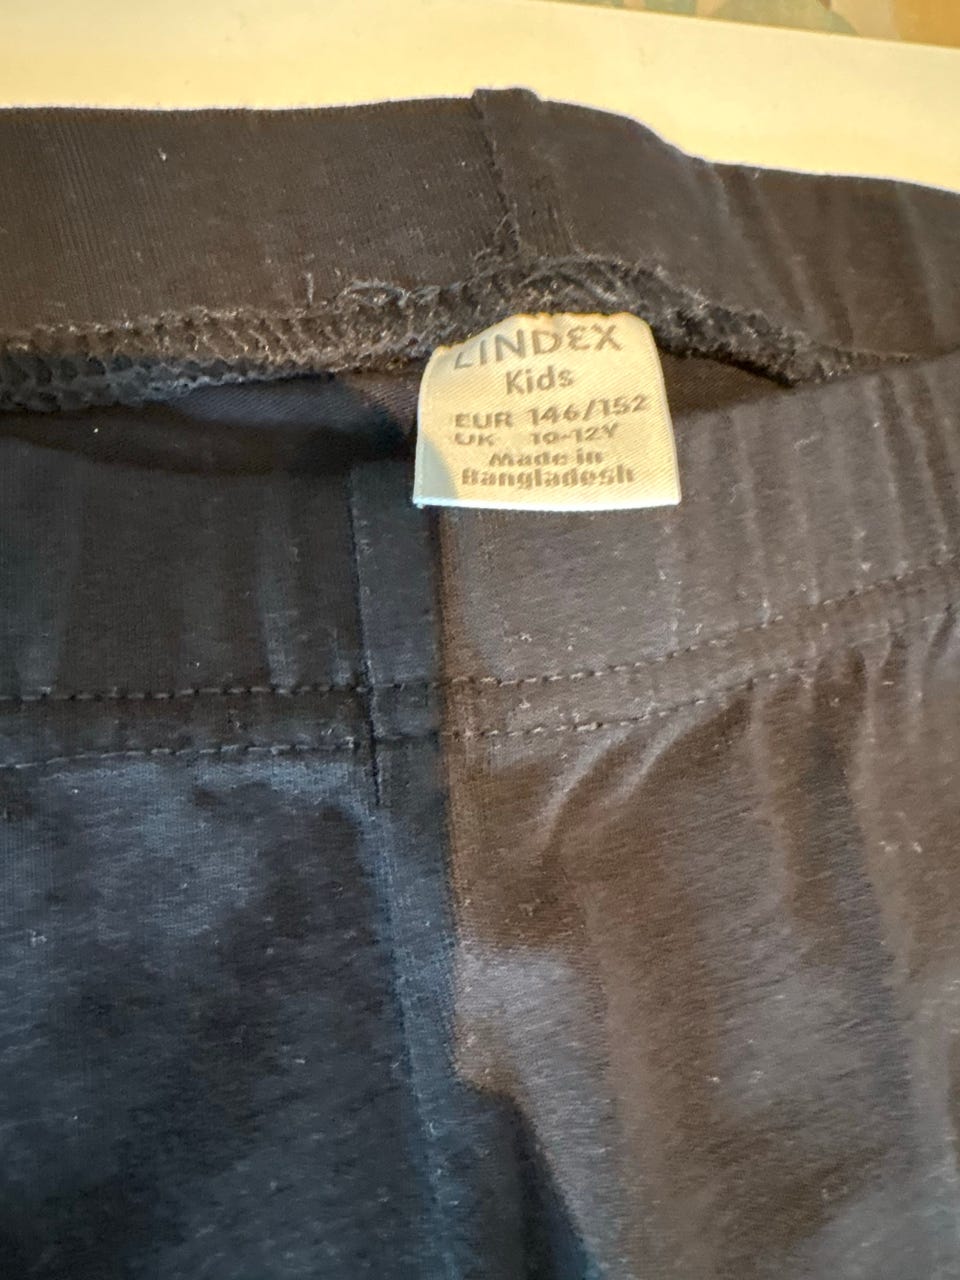 LINDEX
Kids
EUR 146/152
UK 10-12Y
Made in
Bangladesh